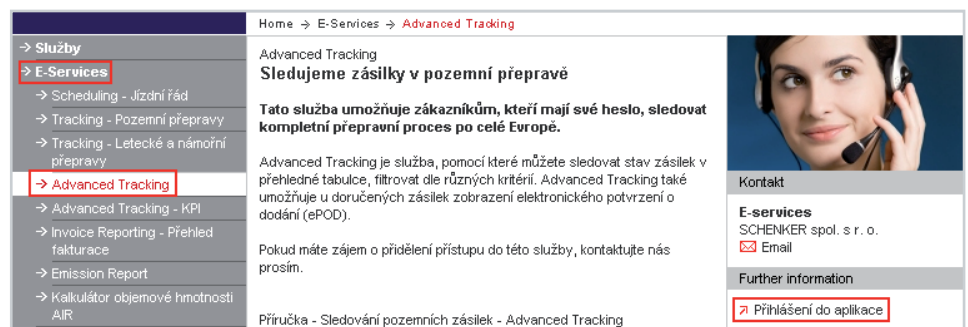 Home → E-Services → Advanced Tracking
→ Služby
→ E-Services
→ Scheduling - Jízdní řád
→ Tracking - Pozemní přepravy
→ Tracking - Letecké a námořní
přepravy
→ Advanced Tracking
→ Advanced Tracking - KPI
→ Invoice Reporting - Přehled
fakturace
→ Emission Report
→ Kalkulátor objemové hmotnosti
AIR
Advanced Tracking
Sledujeme zásilky v pozemní přepravě
Tato služba umožňuje zákazníkům, kteří mají své heslo, sledovat
kompletní přepravní proces po celé Evropě.
Advanced Tracking je služba, pomocí které můžete sledovat stav zásilek v
přehledné tabulce, filtrovat dle různých kritérií. Advanced Tracking také
umožňuje u doručených zásilek zobrazení elektronického potvrzení o
dodání (ePOD).
Pokud máte zájem o přidělení přístupu do této služby, kontaktujte nás
prosím.
Příručka - Sledování pozemních zásilek - Advanced Tracking
Kontakt
E-services
SCHENKER spol. s r. o.
Email
Further information
Přihlášení do aplikace